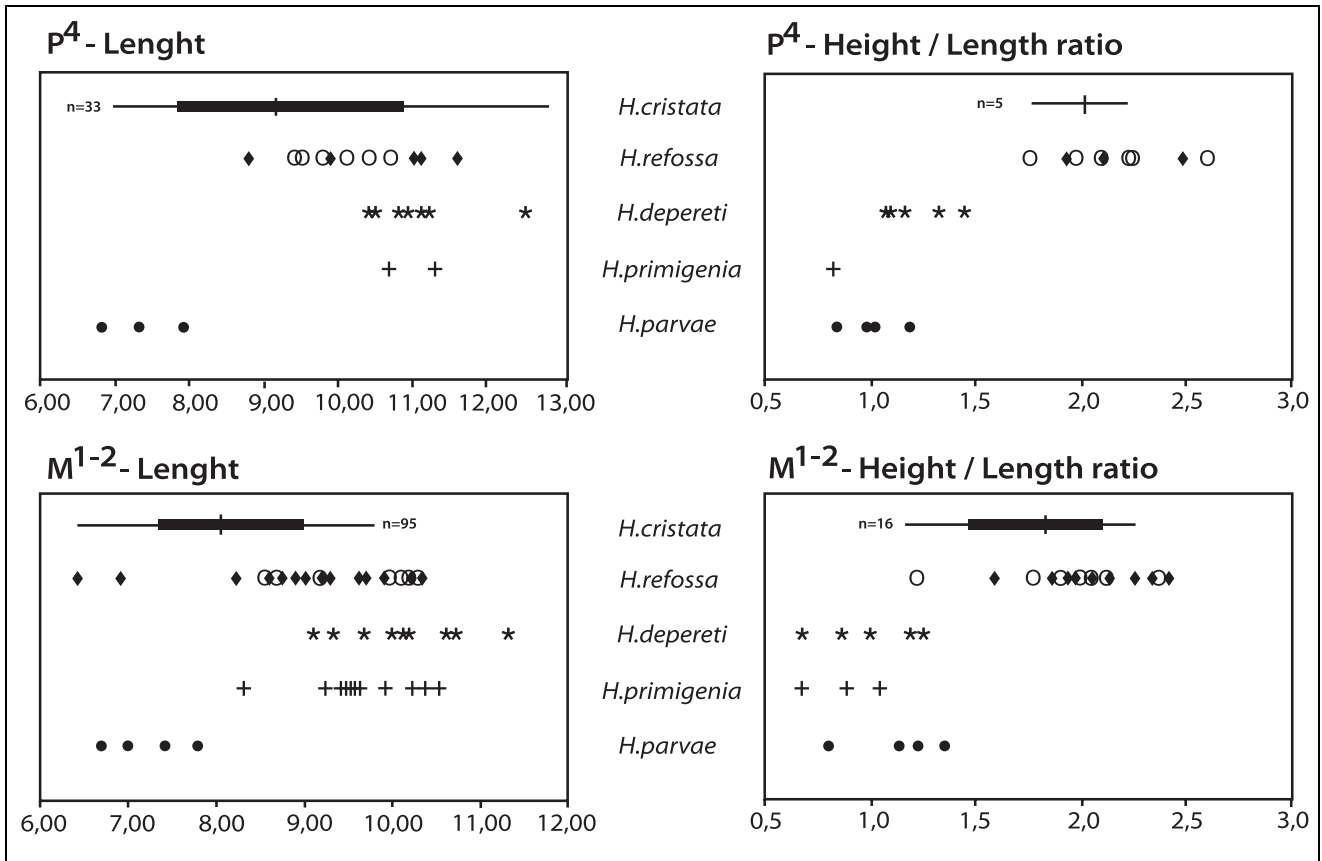 P4 - Lenght
P4 - Height / Length ratio
n=33
H.cristata
n=5
H.refossa
H.depereti
H.primigenia
H.parvae
6,00 7,00 8,00 9,00 10,00 11,00 12,00 13,00
0,5 1,0 1,5 2,0 2,5 3,0
M1-2 - Lenght
M1-2 - Height / Length ratio
n=95
H.cristata
n=16
H.refossa
H.depereti
H.primigenia
H.parvae
6,00 7,00 8,00 9,00 10,00 11,00 12,00
0,5 1,0 1,5 2,0 2,5 3,0